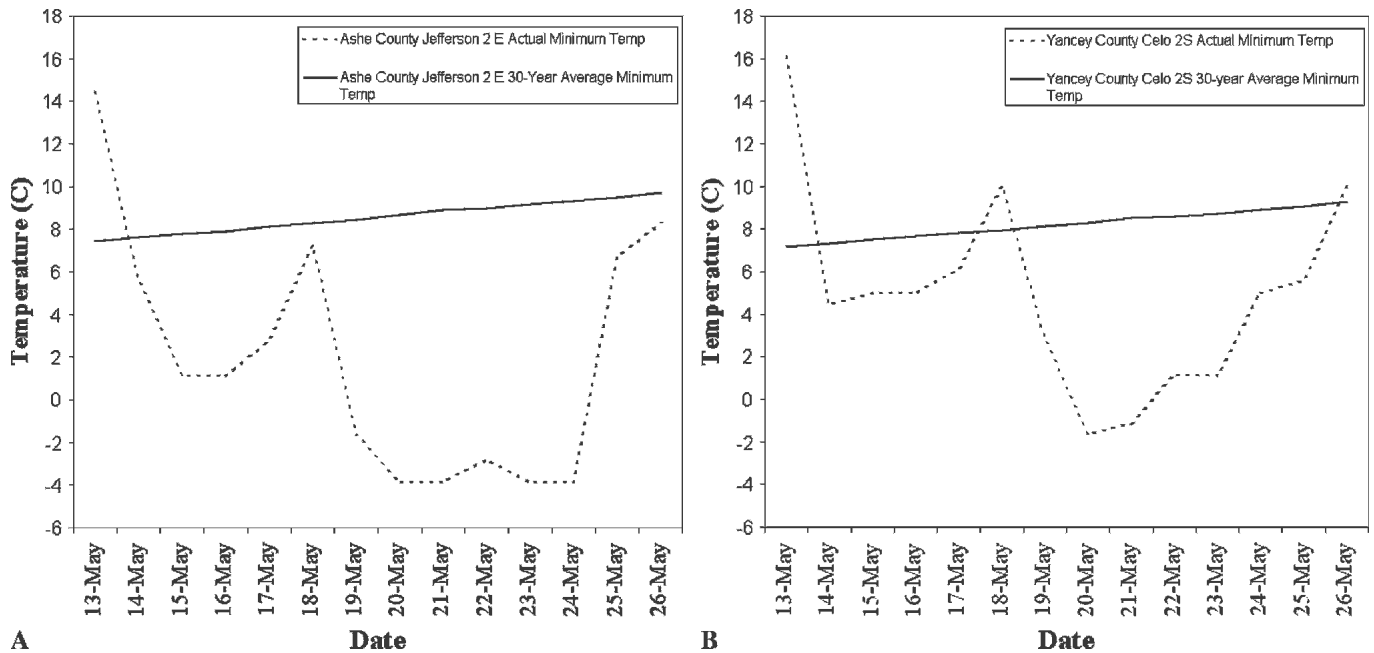 18
16
14
12
10
8
6
4
2
0
-2
-4
-6
Temperature (C)
Ashe County Jefferson 2 E Actual Minimum Temp
Ashe County Jefferson 2 E 30-Year Average Minimum
Temp
13-May
14-May
15-May
16-May
17-May
18-May
19-May
20-May
21-May
22-May
23-May
24-May
25-May
26-May
Date
A
18
16
14
12
10
8
6
4
2
0
-2
-4
-6
Temperature (C)
Yancey County Celo 2S Actual Minimum Temp
Yancey County Celo 2S 30-year Average Minimum
Temp
13-May
14-May
15-May
16-May
17-May
18-May
19-May
20-May
21-May
22-May
23-May
24-May
25-May
26-May
Date
B